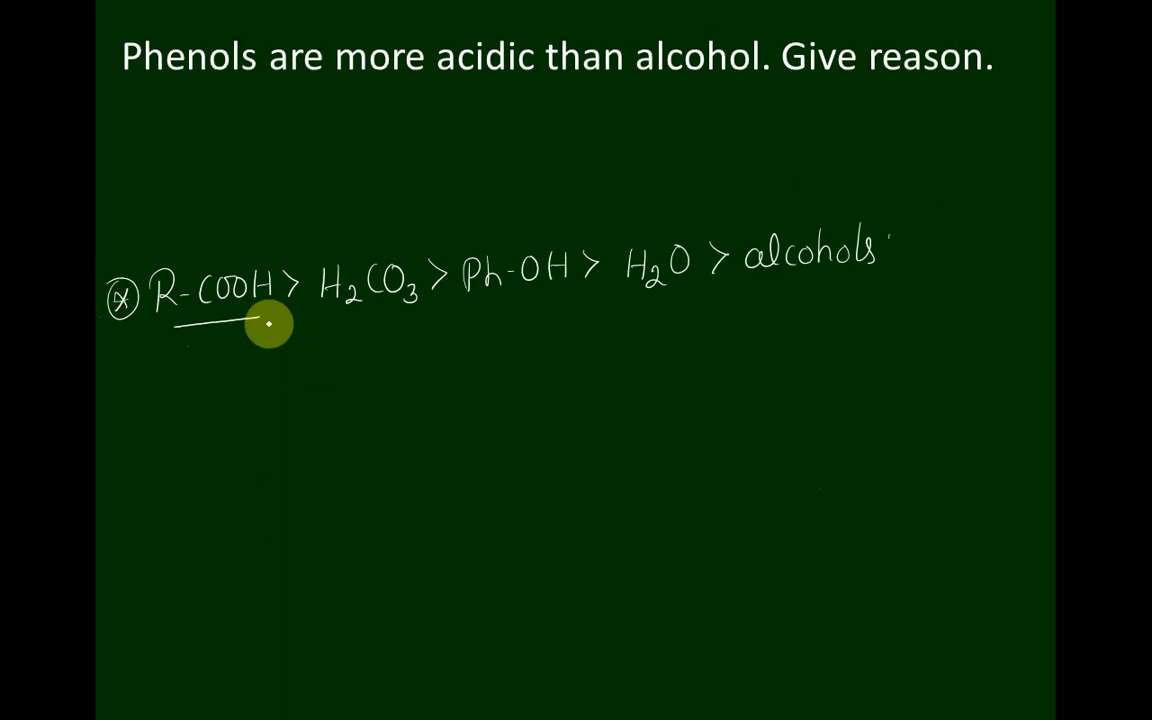 Phenols are more acidic than alcohol. Give reason.
R-COOH > H₂CO₃ > Ph-OH > H₂O > alcohols